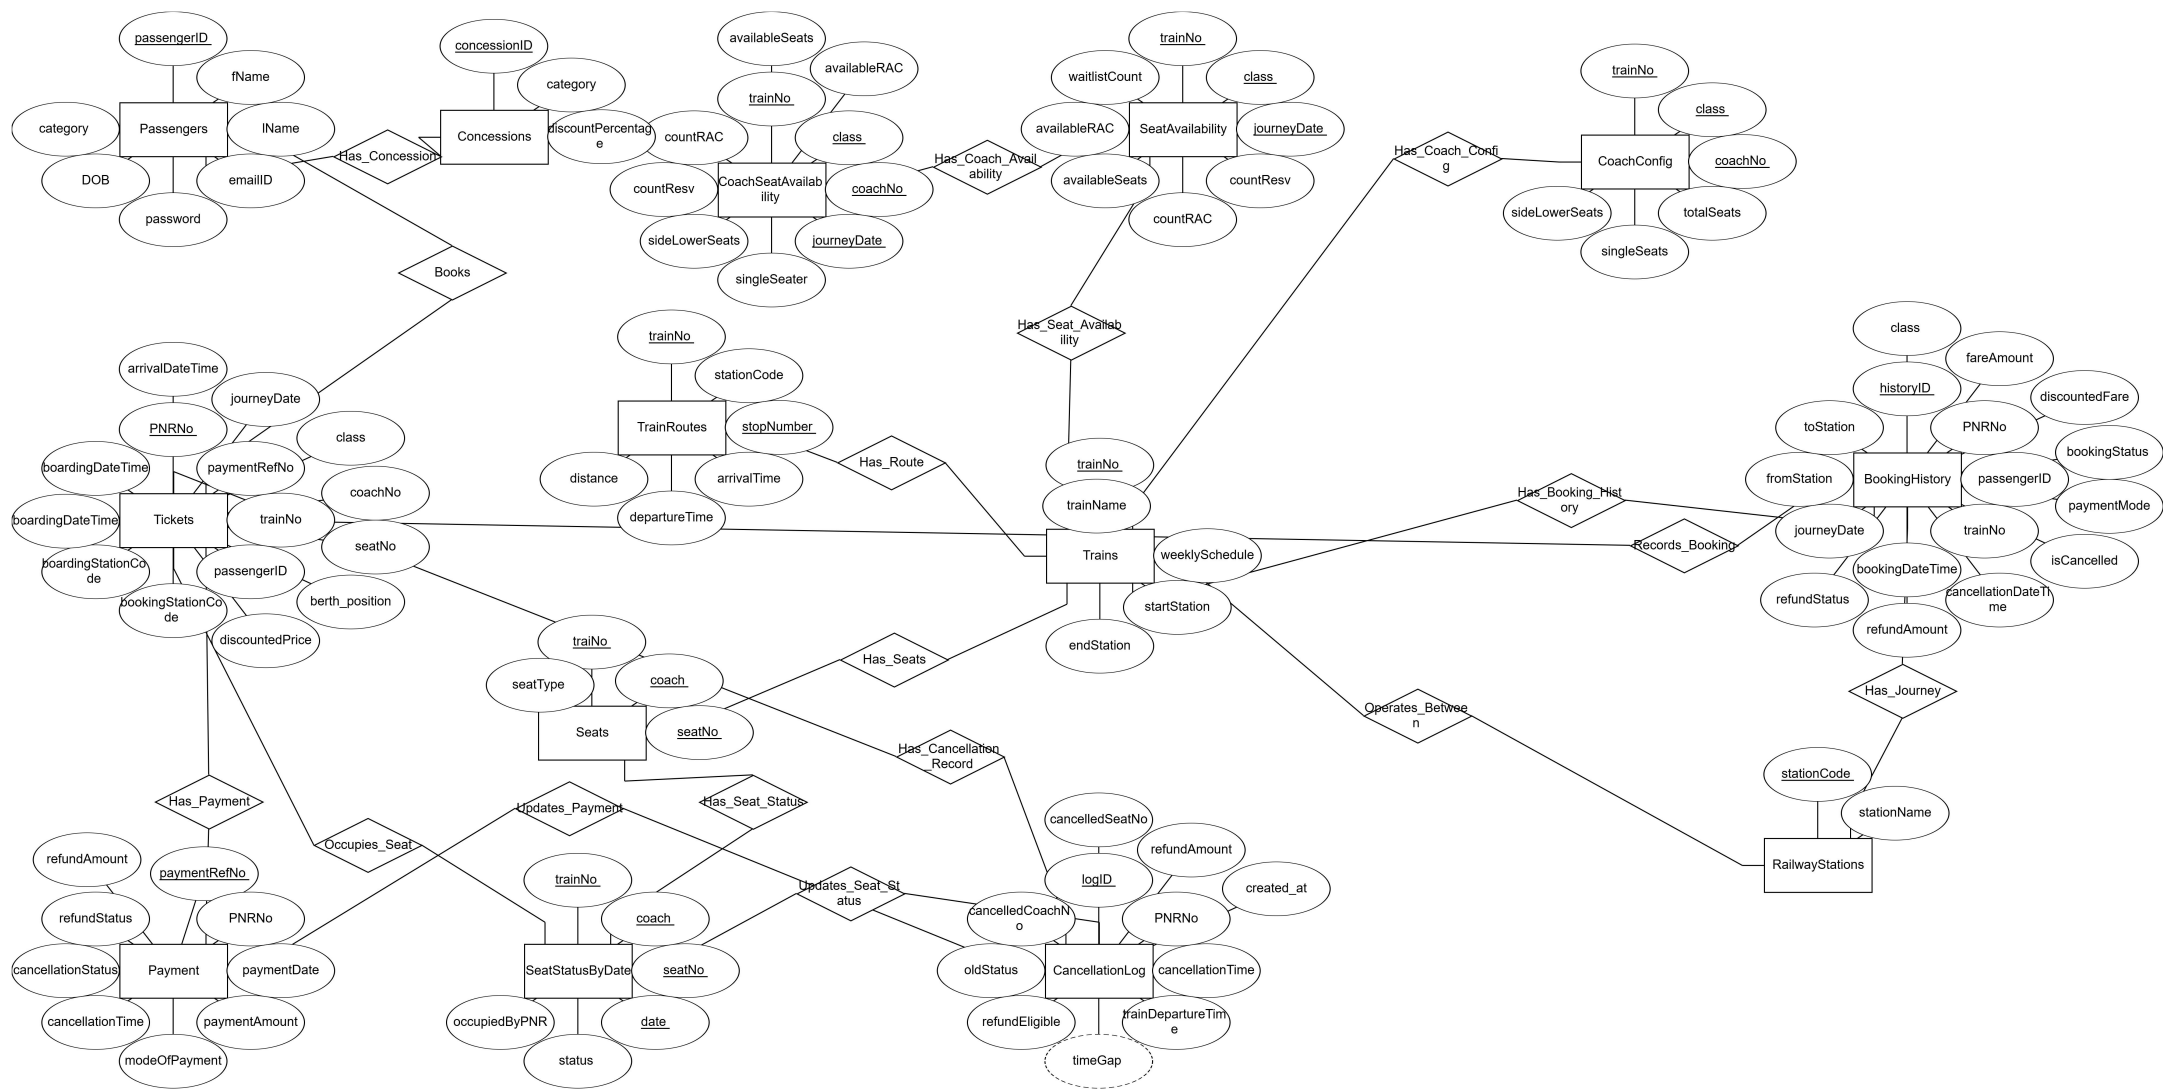 passengerID
fName
lName
emailID
password
DOB
category
Passengers
Has_Concession
concessionID
category
discountPercentag
e
Concessions
availableSeats
availableRAC
trainNo
class
coachNo
journeyDate
singleSeater
sideLowerSeats
countResv
countRAC
CoachSeatAvailab
ility
Has_Coach_Avail
ability
trainNo
class
journeyDate
countResv
countRAC
availableSeats
availableRAC
waitlistCount
SeatAvailability
Has_Coach_Confi
g
trainNo
class
coachNo
totalSeats
singleSeats
sideLowerSeats
CoachConfig
Books
Has_Seat_Availab
ility
arrivalDateTime
journeyDate
PNRNo
class
boardingDateTime
paymentRefNo
coachNo
boardingDateTime
Tickets
trainNo
seatNo
boardingStationCo
de
passengerID
berth_position
bookingStationCo
de
discountedPrice
trainNo
stationCode
stopNumber
arrivalTime
departureTime
distance
TrainRoutes
Has_Route
trainNo
trainName
Trains
weeklySchedule
startStation
endStation
Has_Booking_Hist
ory
Records_Booking
class
fareAmount
historyID
discountedFare
toStation
PNRNo
bookingStatus
fromStation
BookingHistory
passengerID
paymentMode
journeyDate
trainNo
isCancelled
bookingDateTime
refundStatus
cancellationDateTi
me
refundAmount
traiNo
seatType
coach
seatNo
Seats
Has_Seats
Has_Journey
Operates_Betwee
n
Has_Cancellation
_Record
stationCode
stationName
RailwayStations
Has_Payment
Updates_Payment
Has_Seat_Status
Occupies_Seat
Updates_Seat_St
atus
refundAmount
paymentRefNo
refundStatus
PNRNo
cancellationStatus
Payment
paymentDate
cancellationTime
paymentAmount
modeOfPayment
trainNo
coach
seatNo
SeatStatusByDate
date
occupiedByPNR
status
cancelledSeatNo
refundAmount
logID
created_at
cancelledCoachN
o
PNRNo
oldStatus
CancellationLog
cancellationTime
refundEligible
trainDepartureTim
e
timeGap